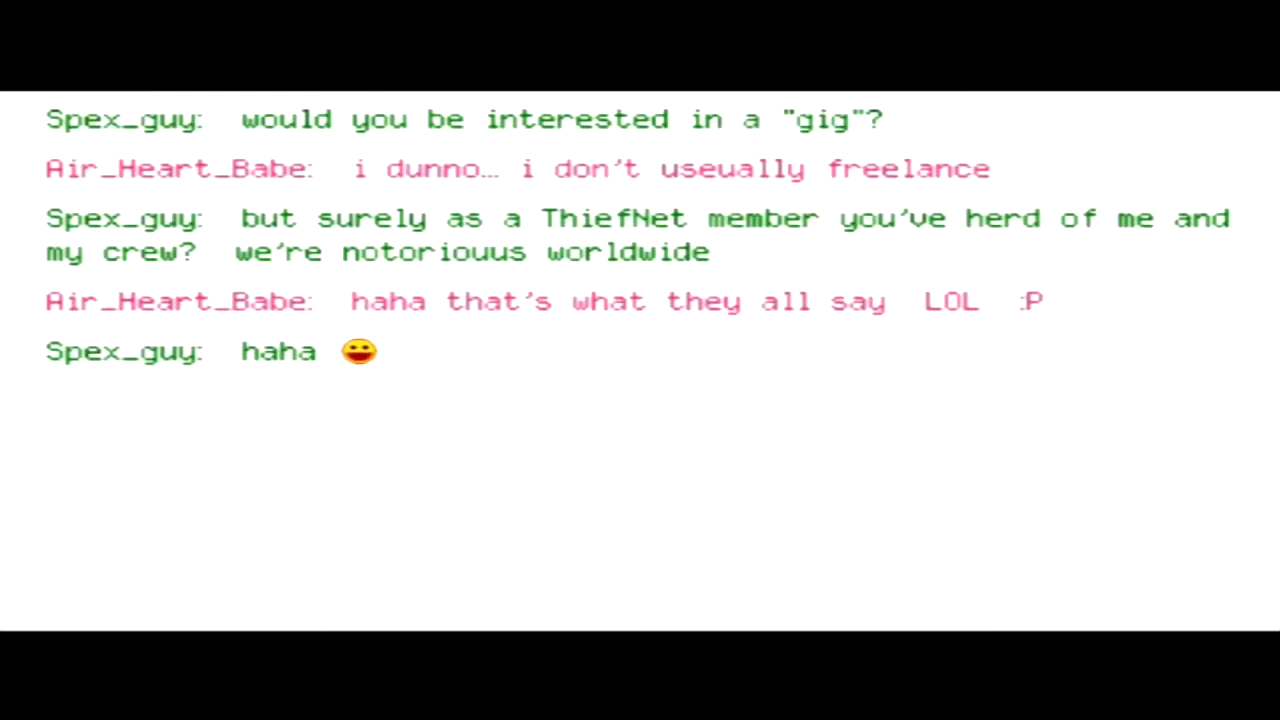 Spex_guy: would you be interested in a "gig"?
Air_Heart_Babe: i dunno... i don't useually freelance
Spex_guy: but surely as a ThiefNet member you've herd of me and
my crew? we're notoriouus worldwide
Air_Heart_Babe: haha that's what they all say LOL :P
Spex_guy: haha 😀